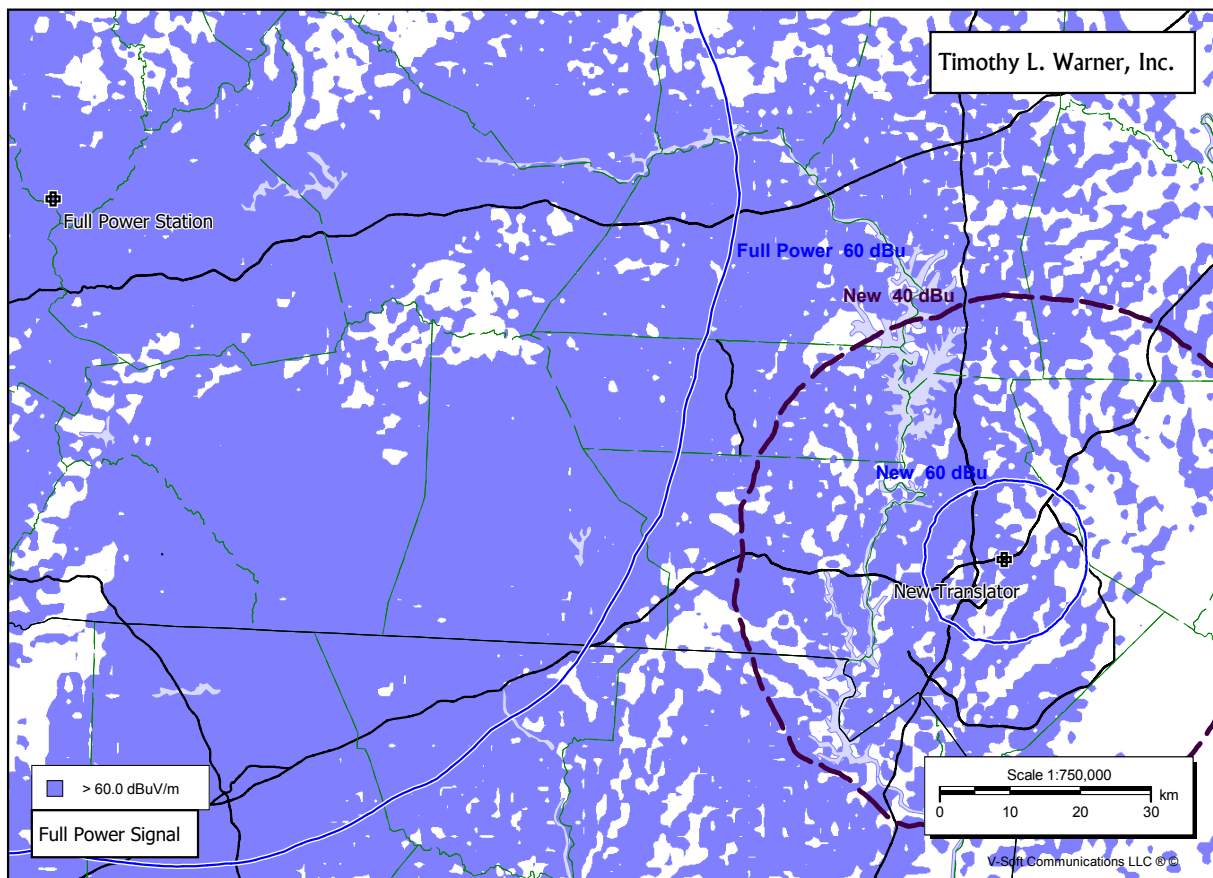 Timothy L. Warner, Inc.
Full Power Station
Full Power 60 dBu
New 40 dBu
New 60 dBu
New Translator
> 60.0 dBuV/m
Full Power Signal
Scale 1:750,000
0 10 20 30 km
V-Soft Communications LLC ® ©